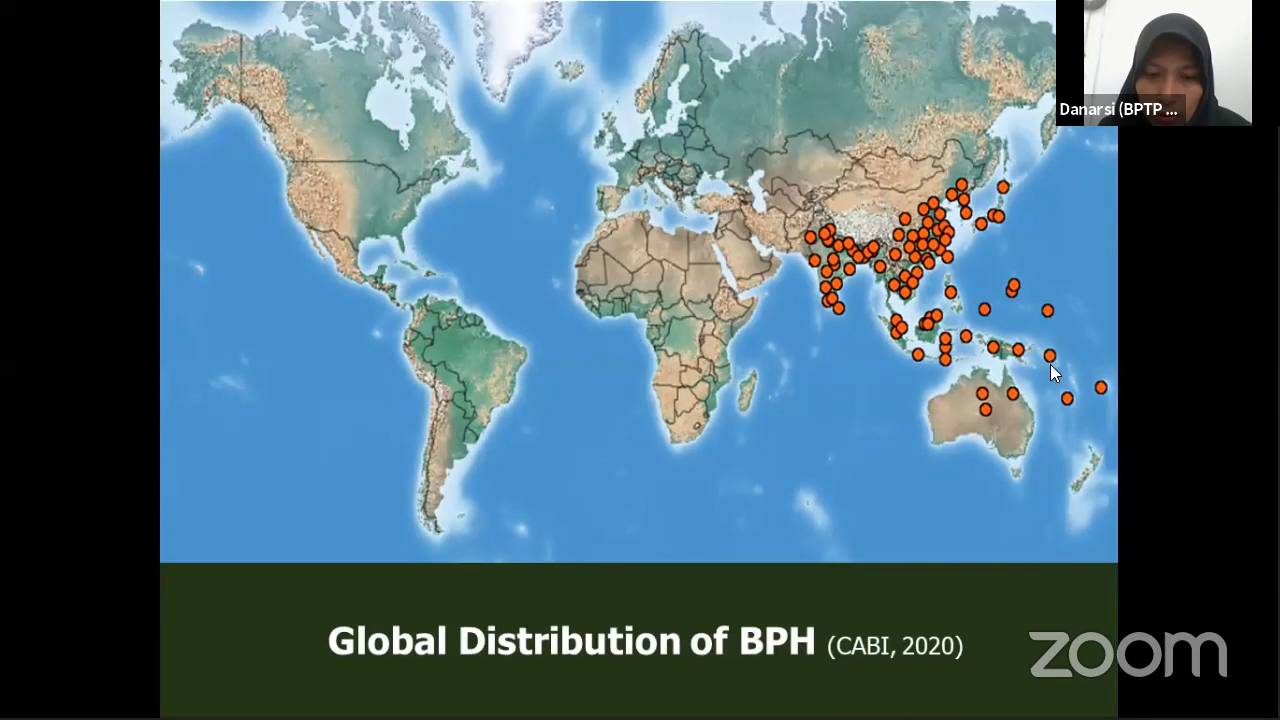 Danarsi (BPTP ...
Global Distribution of BPH (CABI, 2020)
zoom